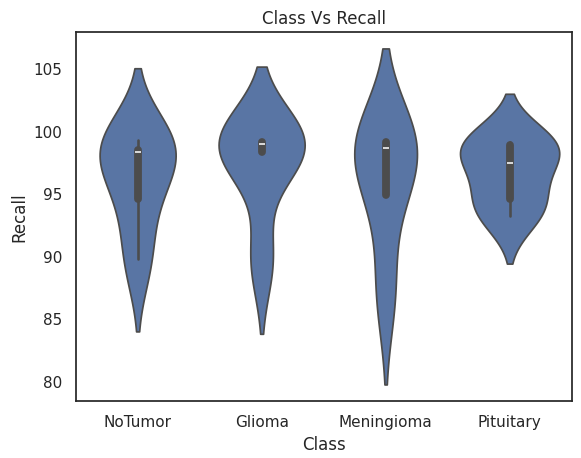 Class Vs Recall
105
100
95
90
85
80
Recall
NoTumor Glioma Meningioma Pituitary
Class